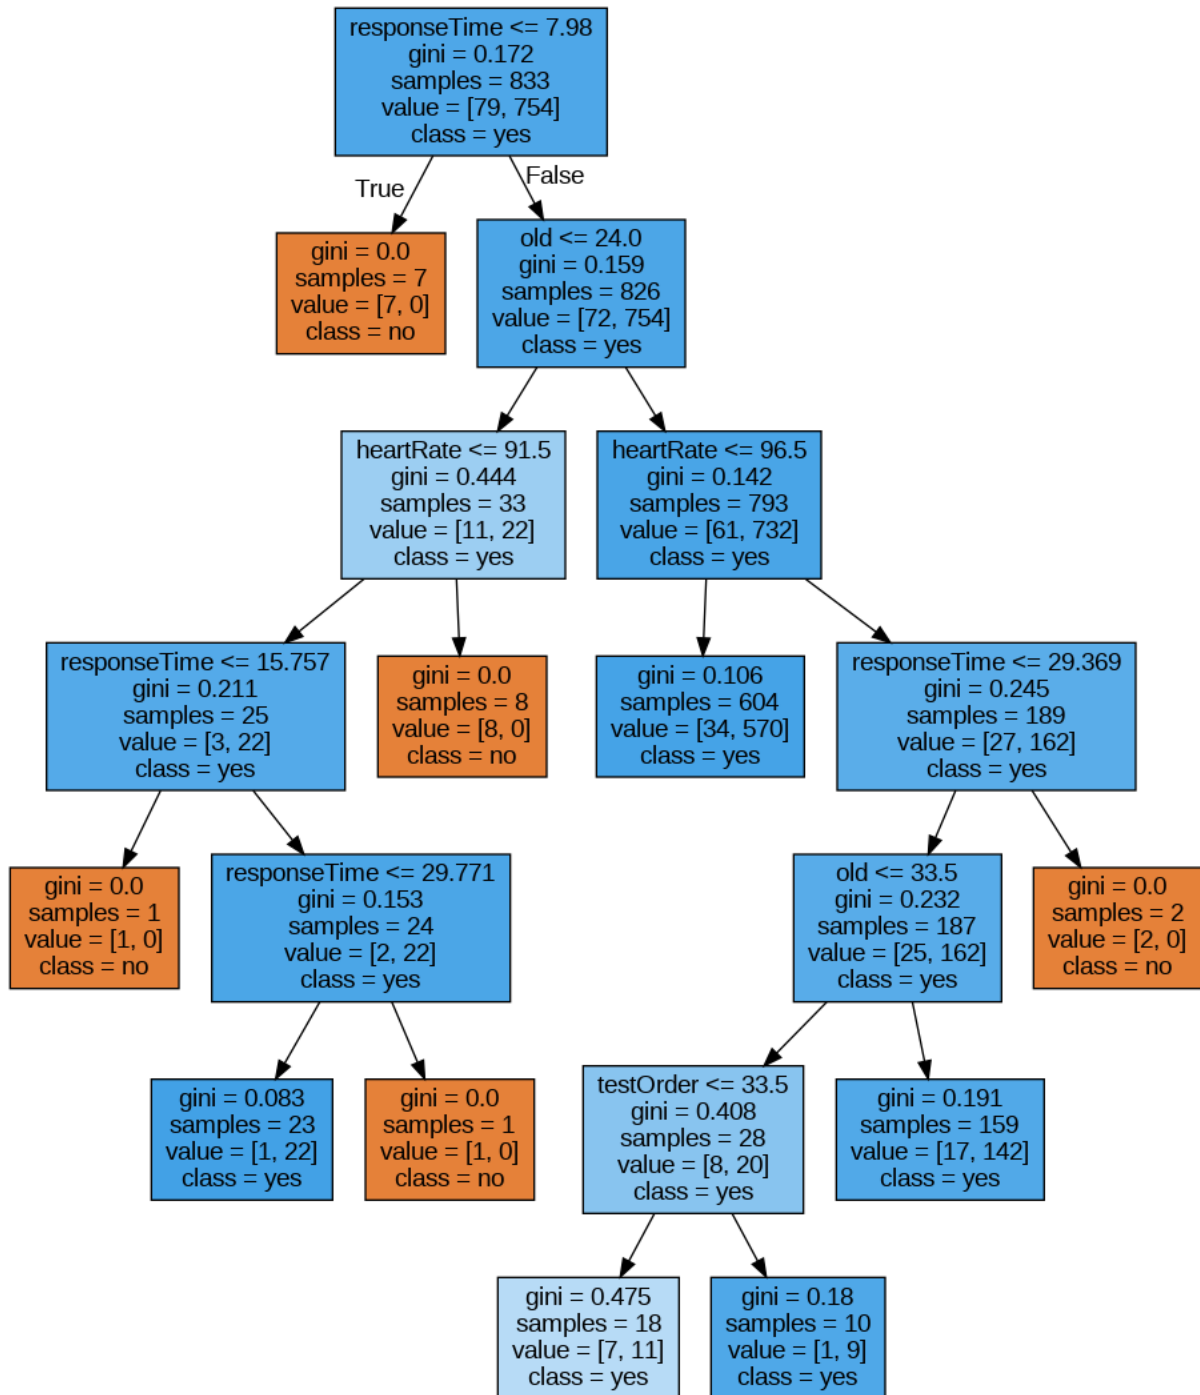 responseTime <= 7.98
gini = 0.172
samples = 833
value = [79, 754]
class = yes
True
False
gini = 0.0
samples = 7
value = [7, 0]
class = no
old <= 24.0
gini = 0.159
samples = 826
value = [72, 754]
class = yes
heartRate <= 91.5
gini = 0.444
samples = 33
value = [11, 22]
class = yes
heartRate <= 96.5
gini = 0.142
samples = 793
value = [61, 732]
class = yes
responseTime <= 15.757
gini = 0.211
samples = 25
value = [3, 22]
class = yes
gini = 0.0
samples = 8
value = [8, 0]
class = no
gini = 0.106
samples = 604
value = [34, 570]
class = yes
responseTime <= 29.369
gini = 0.245
samples = 189
value = [27, 162]
class = yes
gini = 0.0
samples = 1
value = [1, 0]
class = no
responseTime <= 29.771
gini = 0.153
samples = 24
value = [2, 22]
class = yes
old <= 33.5
gini = 0.232
samples = 187
value = [25, 162]
class = yes
gini = 0.0
samples = 2
value = [2, 0]
class = no
gini = 0.083
samples = 23
value = [1, 22]
class = yes
gini = 0.0
samples = 1
value = [1, 0]
class = no
testOrder <= 33.5
gini = 0.408
samples = 28
value = [8, 20]
class = yes
gini = 0.191
samples = 159
value = [17, 142]
class = yes
gini = 0.475
samples = 18
value = [7, 11]
class = yes
gini = 0.18
samples = 10
value = [1, 9]
class = yes